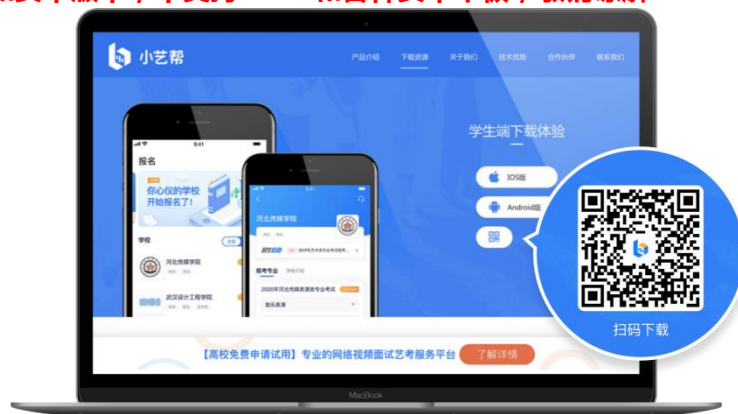 小艺帮
产品介绍 下载资源 关于我们 技术优势 合作伙伴 联系我们
学生端下载体验
IOS版
Android版
扫码下载
9:41
报名
你心仪的学校
开始报名了!
学校
河北传媒学院
武汉设计工程学院
河北传媒学院
报考专业 学校介绍
2020年河北传媒表演类专业考试
音乐表演
【高校免费申请试用】专业的网络视频面试艺考服务平台 了解详情
MacBook